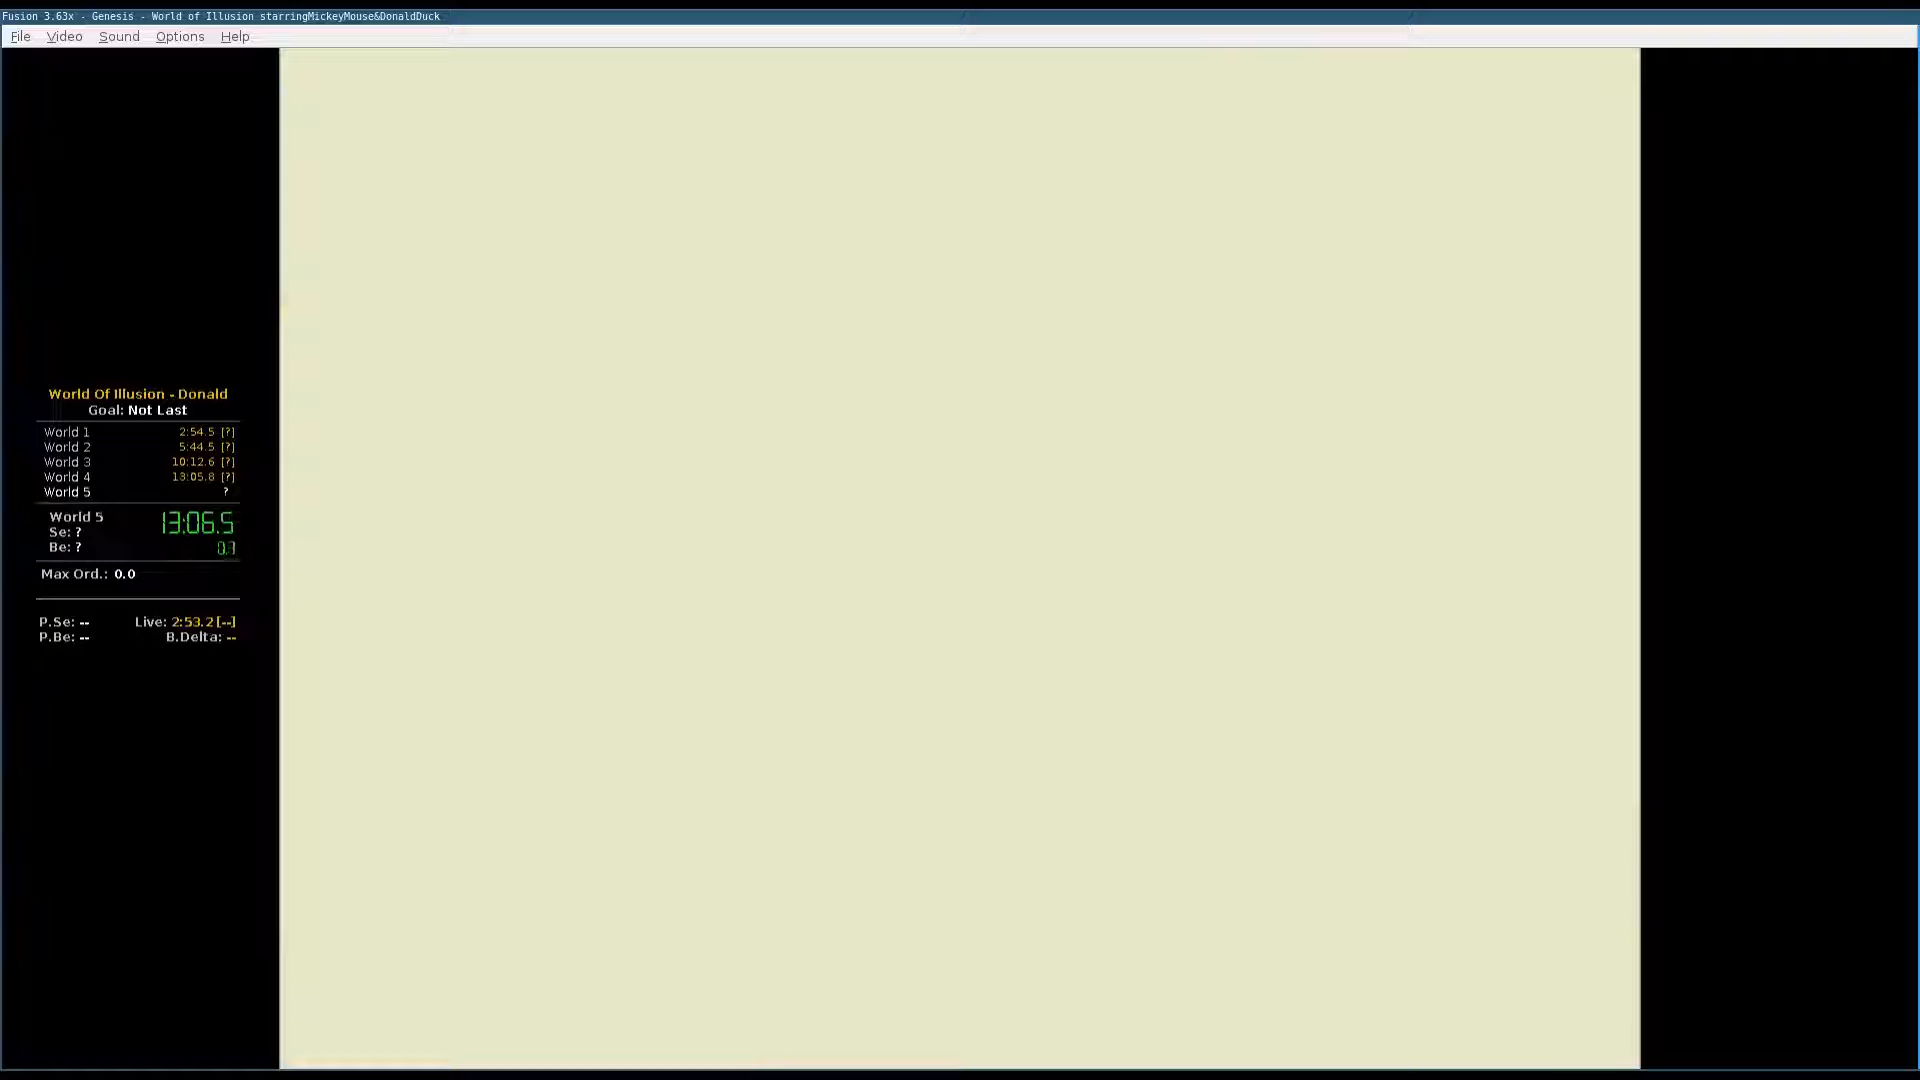 Fusion 3.63x - Genesis - World of Illusion starringMickeyMouse&DonaldDuck
File Video Sound Options Help
World Of Illusion - Donald
Goal: Not Last
World 1 2:54.5 [?]
World 2 5:44.5 [?]
World 3 10:12.6 [?]
World 4 13:05.8 [?]
World 5 ?
World 5 13:06.5
Se: ?
Be: ? 0.7
Max Ord.: 0.0
P.Se: -- Live: 2:53.2 [--]
P.Be: -- B.Delta: --